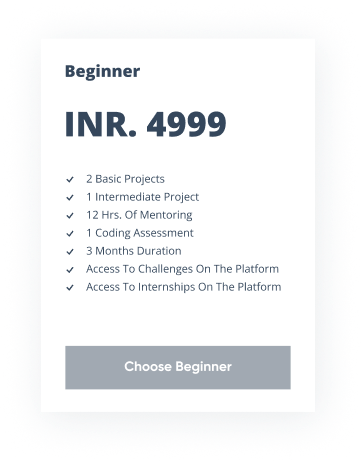 Beginner
INR. 4999
2 Basic Projects
1 Intermediate Project
12 Hrs. Of Mentoring
1 Coding Assessment
3 Months Duration
Access To Challenges On The Platform
Access To Internships On The Platform
Choose Beginner